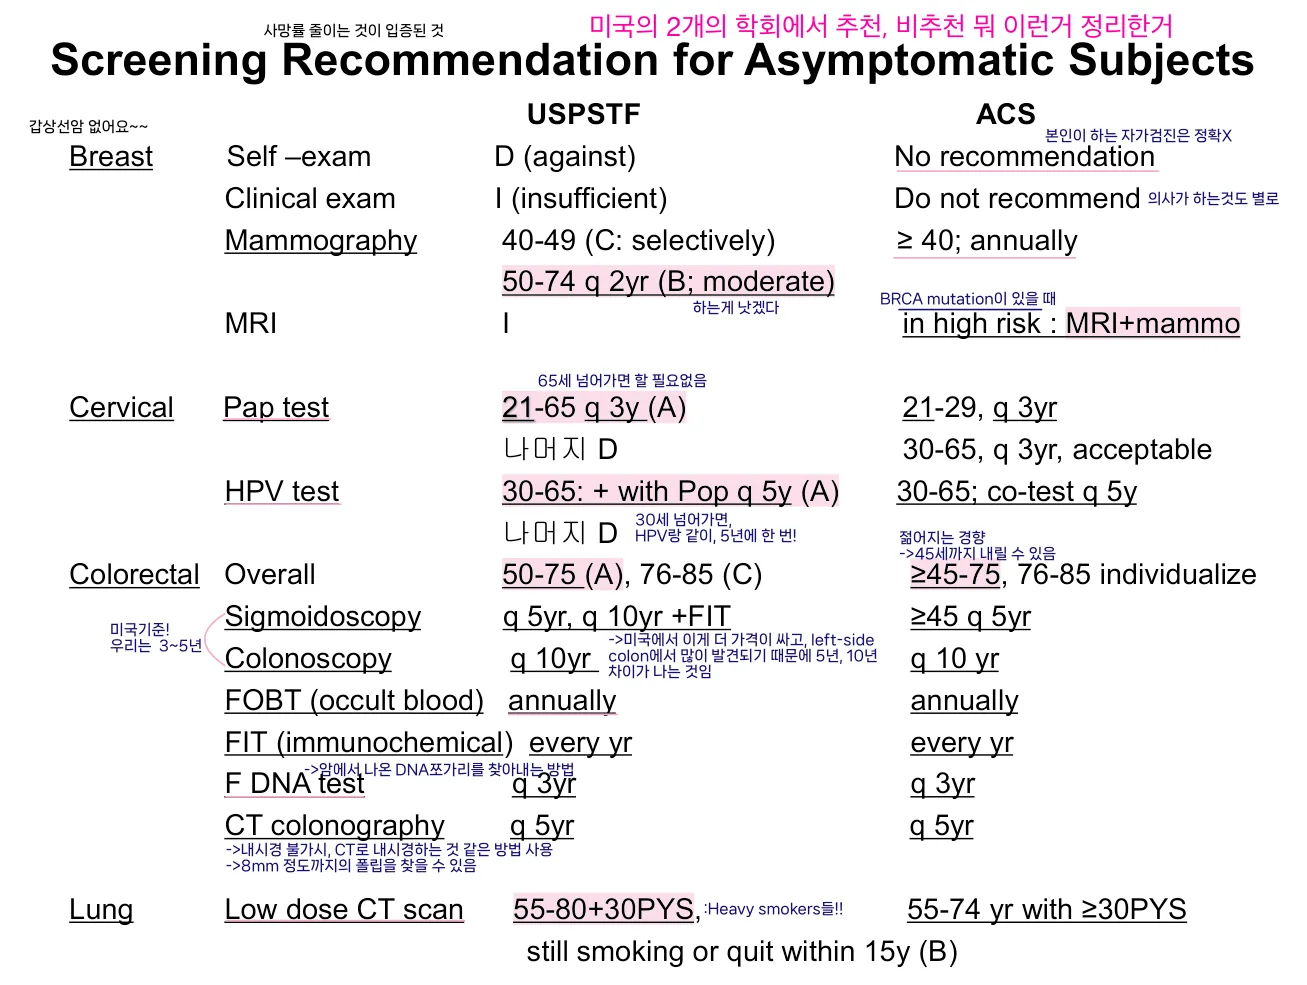 사망률 줄이는 것이 입증된 것
미국의 2개의 학회에서 추천, 비추천 뭐 이런거 정리한거
Screening Recommendation for Asymptomatic Subjects
USPSTF ACS
갑상선암 없어요~~
본인이 하는 자가검진은 정확X
Breast Self –exam D (against) No recommendation
Clinical exam I (insufficient) Do not recommend 의사가 하는것도 별로
Mammography 40-49 (C: selectively) ≥ 40; annually
50-74 q 2yr (B; moderate)
하는게 낫겠다
BRCA mutation이 있을 때
MRI I in high risk : MRI+mammo
65세 넘어가면 할 필요없음
Cervical Pap test 21-65 q 3y (A) 21-29, q 3yr
나머지 D 30-65, q 3yr, acceptable
HPV test 30-65: + with Pop q 5y (A) 30-65; co-test q 5y
나머지 D
30세 넘어가면,
HPV랑 같이, 5년에 한 번!
젊어지는 경향
->45세까지 내릴 수 있음
Colorectal Overall 50-75 (A), 76-85 (C) ≥45-75, 76-85 individualize
Sigmoidoscopy q 5yr, q 10yr +FIT ≥45 q 5yr
미국기준!
우리는 3~5년
->미국에서 이게 더 가격이 싸고, left-side
colon에서 많이 발견되기 때문에 5년, 10년
차이가 나는 것임
Colonoscopy q 10yr q 10 yr
FOBT (occult blood) annually annually
FIT (immunochemical) every yr every yr
->암에서 나온 DNA쪼가리를 찾아내는 방법
F DNA test q 3yr q 3yr
CT colonography q 5yr q 5yr
->내시경 불가시, CT로 내시경하는 것 같은 방법 사용
->8mm 정도까지의 폴립을 찾을 수 있음
Lung Low dose CT scan 55-80+30PYS, :Heavy smokers들!! 55-74 yr with ≥30PYS
still smoking or quit within 15y (B)